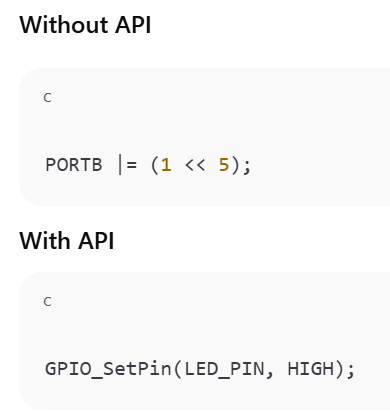 Without API
C
PORTB |= (1 << 5);
With API
C
GPIO_SetPin(LED_PIN, HIGH);